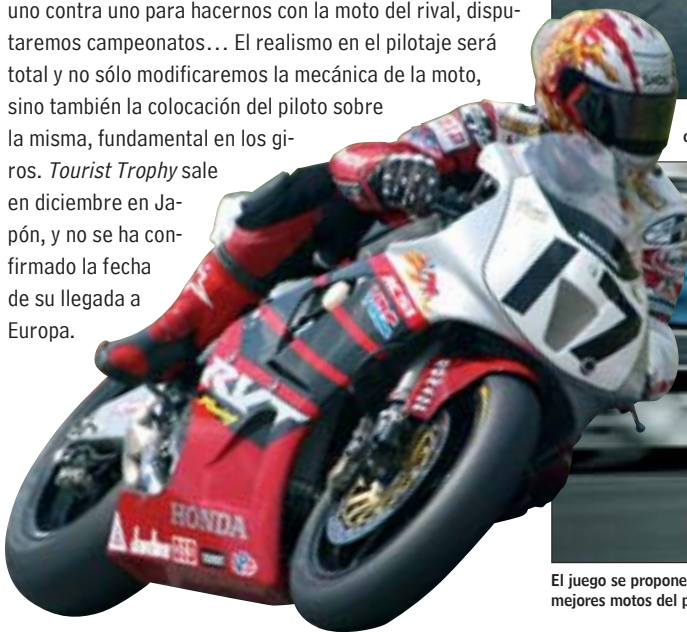 uno contra uno para hacernos con la moto del rival, dispu-
taremos campeonatos... El realismo en el pilotaje será
total y no sólo modificaremos la mecánica de la moto,
sino también la colocación del piloto sobre
la misma, fundamental en los gi-
ros. Tourist Trophy sale
en diciembre en Ja-
pón, y no se ha con-
firmado la fecha
de su llegada a
Europa.
17
RVT
HONDA
El juego se propone
mejores motos del p